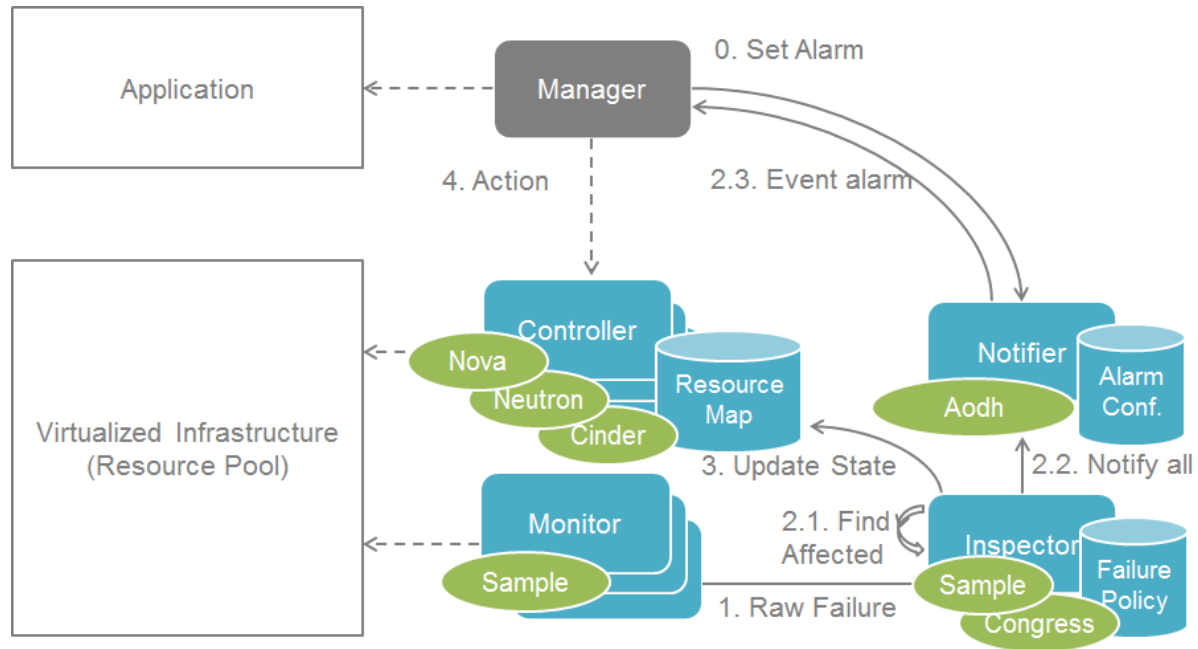 0. Set Alarm
Application
Manager
4. Action
2.3. Event alarm
Controller
Nova
Neutron
Cinder
Resource
Map
Notifier
Aodh
Alarm
Conf.
Virtualized Infrastructure
(Resource Pool)
3. Update State
2.2. Notify all
Monitor
Sample
2.1. Find
Affected
Inspector
Sample
Congress
Failure
Policy
1. Raw Failure